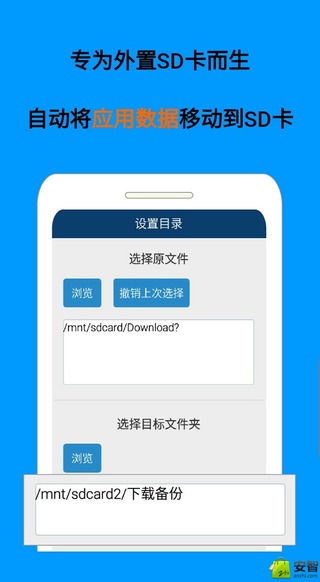 专为外置SD卡而生
自动将应用数据移动到SD卡
设置目录
选择原文件
浏览
撤销上次选择
/mnt/sdcard/Download?
选择目标文件夹
浏览
/mnt/sdcard2/下载备份
安智